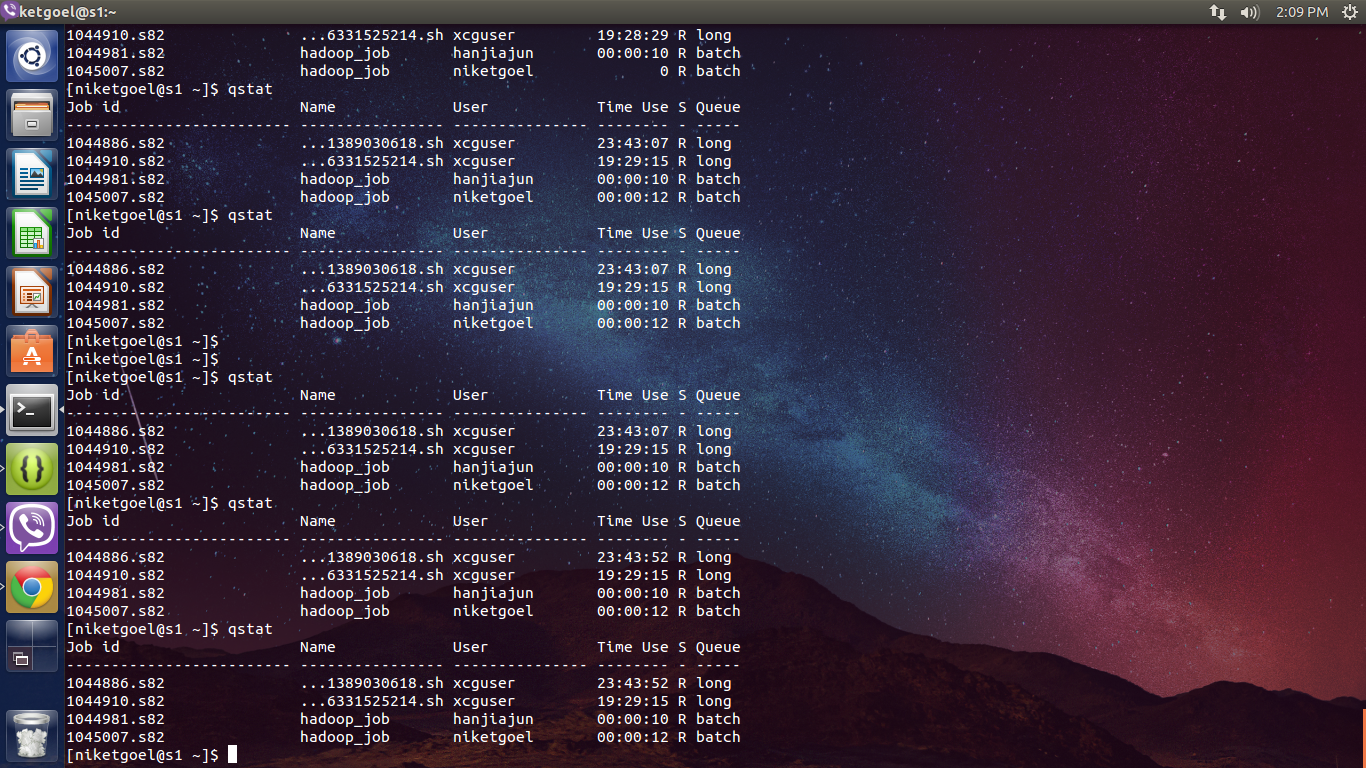 ketgoel@s1:~ 2:09 PM
1044910.s82 ...6331525214.sh xcguser 19:28:29 R long
1044981.s82 hadoop_job hanjiajun 00:00:10 R batch
1045007.s82 hadoop_job niketgoel 0 R batch
[niketgoel@s1 ~]$ qstat
Job id Name User Time Use S Queue
------------------------- ---------------- --------------- -------- - -----
1044886.s82 ...1389030618.sh xcguser 23:43:07 R long
1044910.s82 ...6331525214.sh xcguser 19:29:15 R long
1044981.s82 hadoop_job hanjiajun 00:00:10 R batch
1045007.s82 hadoop_job niketgoel 00:00:12 R batch
[niketgoel@s1 ~]$ qstat
Job id Name User Time Use S Queue
------------------------- ---------------- --------------- -------- - -----
1044886.s82 ...1389030618.sh xcguser 23:43:07 R long
1044910.s82 ...6331525214.sh xcguser 19:29:15 R long
1044981.s82 hadoop_job hanjiajun 00:00:10 R batch
1045007.s82 hadoop_job niketgoel 00:00:12 R batch
[niketgoel@s1 ~]$
[niketgoel@s1 ~]$
[niketgoel@s1 ~]$ qstat
Job id Name User Time Use S Queue
------------------------- ---------------- --------------- -------- - -----
1044886.s82 ...1389030618.sh xcguser 23:43:07 R long
1044910.s82 ...6331525214.sh xcguser 19:29:15 R long
1044981.s82 hadoop_job hanjiajun 00:00:10 R batch
1045007.s82 hadoop_job niketgoel 00:00:12 R batch
[niketgoel@s1 ~]$ qstat
Job id Name User Time Use S Queue
------------------------- ---------------- --------------- -------- - -----
1044886.s82 ...1389030618.sh xcguser 23:43:52 R long
1044910.s82 ...6331525214.sh xcguser 19:29:15 R long
1044981.s82 hadoop_job hanjiajun 00:00:10 R batch
1045007.s82 hadoop_job niketgoel 00:00:12 R batch
[niketgoel@s1 ~]$ qstat
Job id Name User Time Use S Queue
------------------------- ---------------- --------------- -------- - -----
1044886.s82 ...1389030618.sh xcguser 23:43:52 R long
1044910.s82 ...6331525214.sh xcguser 19:29:15 R long
1044981.s82 hadoop_job hanjiajun 00:00:10 R batch
1045007.s82 hadoop_job niketgoel 00:00:12 R batch
[niketgoel@s1 ~]$